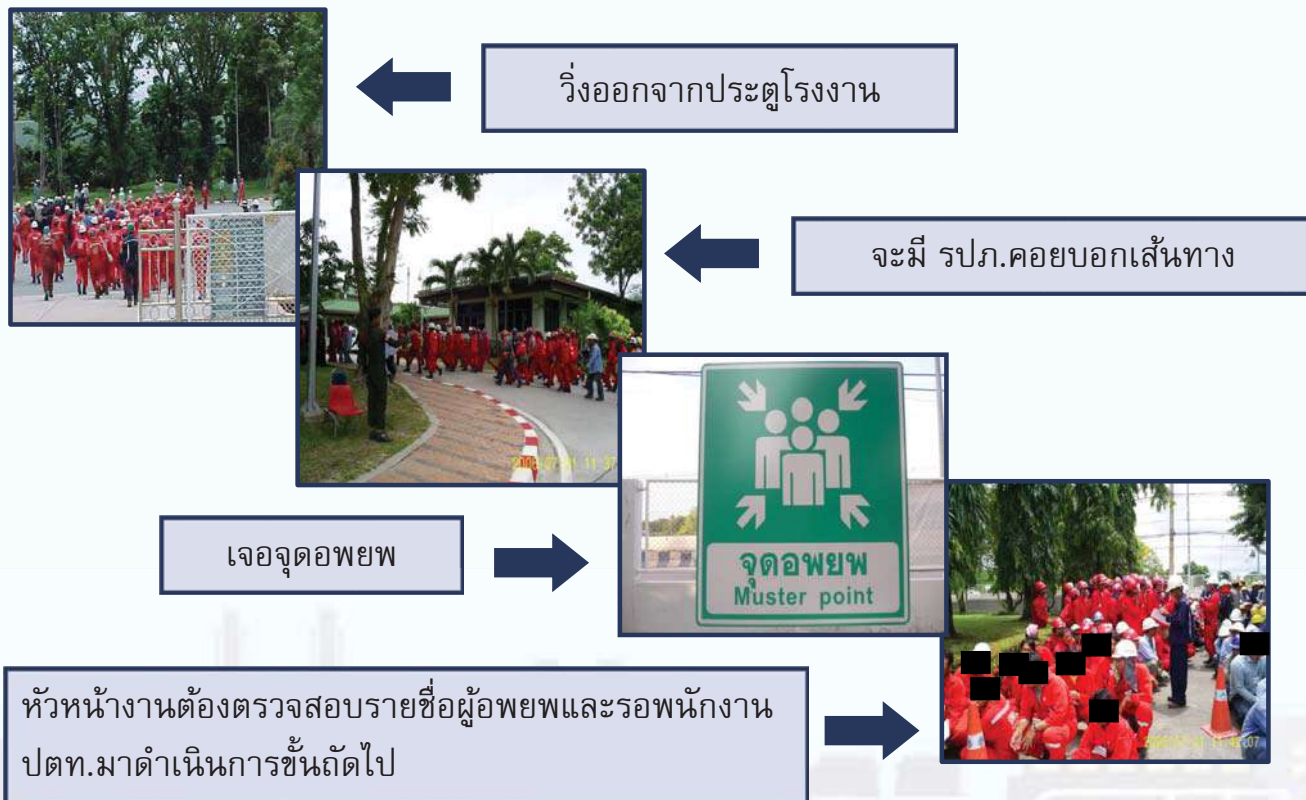 วิ่งออกจากประตูโรงงาน
จะมี รปภ.คอยบอกเส้นทาง
เจอจุดอพยพ
จุดอพยพ
Muster point
หัวหน้างานต้องตรวจสอบรายชื่อผู้อพยพและรอพนักงาน
ปตท.มาดำเนินการขั้นถัดไป